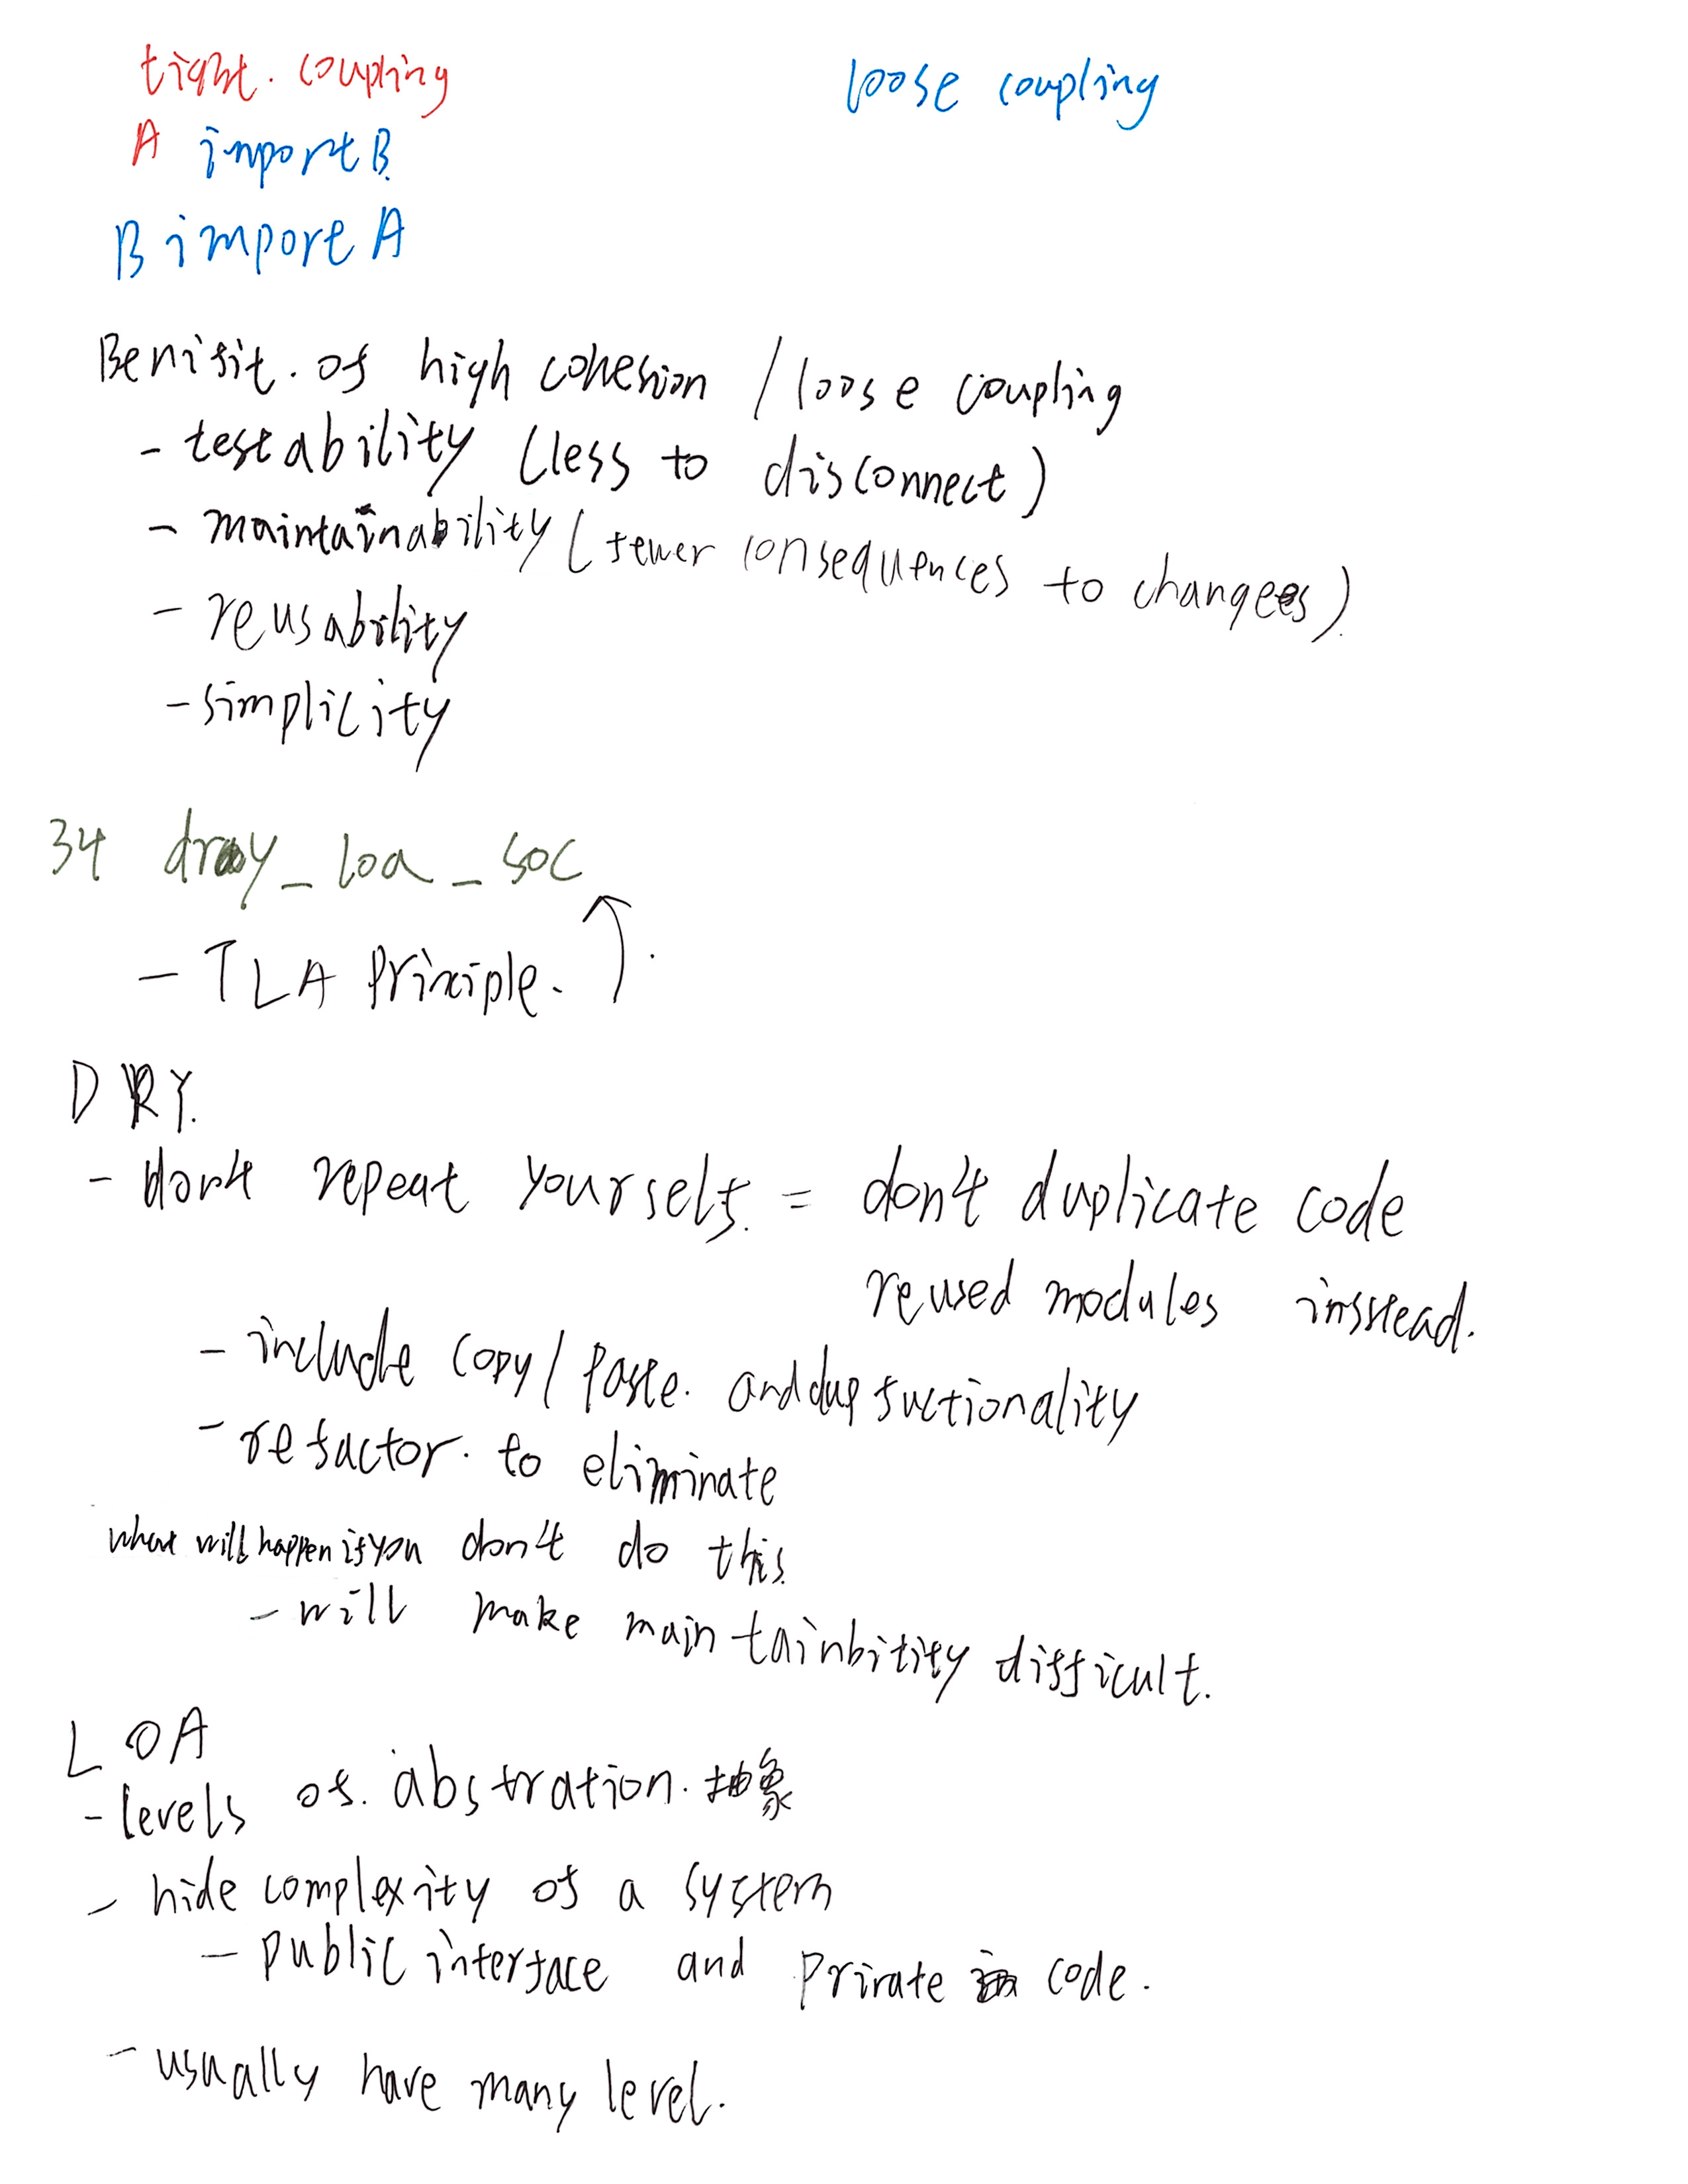 tight. coupling
loose coupling
A import B
B import A
Benifit. of high cohesion / loose coupling
- testability (less to disconnect)
- maintainability (fewer consequences to changes).
- reusability
- simplicity
34 dry_loa_soc
- TLA Principle.
DRY.
- don't repeat yourself. = don't duplicate code
reused modules instead.
- include copy / paste. and dup fuctionality
- refactor. to eliminate
what will happen if you don't do this.
- will make maintainbitity difficult.
LOA
- levels of. abstration. 抽象
- hide complexity of a system
- public interface and private code.
- usually have many level.